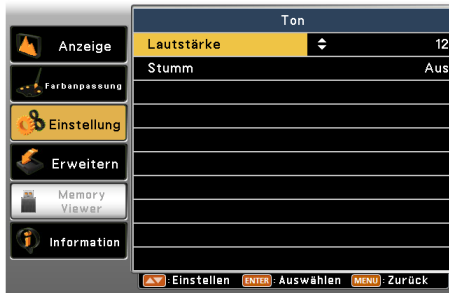 Ton
Anzeige
Farbanpassung
Einstellung
Erweitern
Memory
Viewer
Information
Lautstärke 12
Stumm Aus
:Einstellen ENTER :Auswählen MENU :Zurück